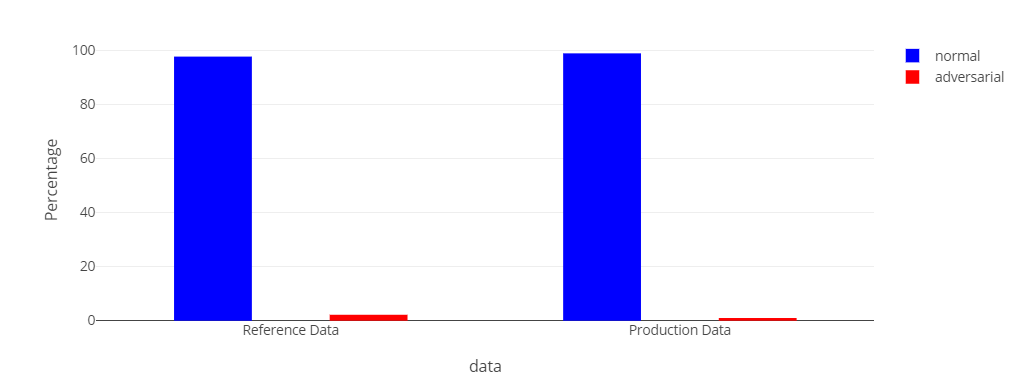 100
80
60
40
20
0
Percentage
Reference Data
Production Data
data
normal
adversarial